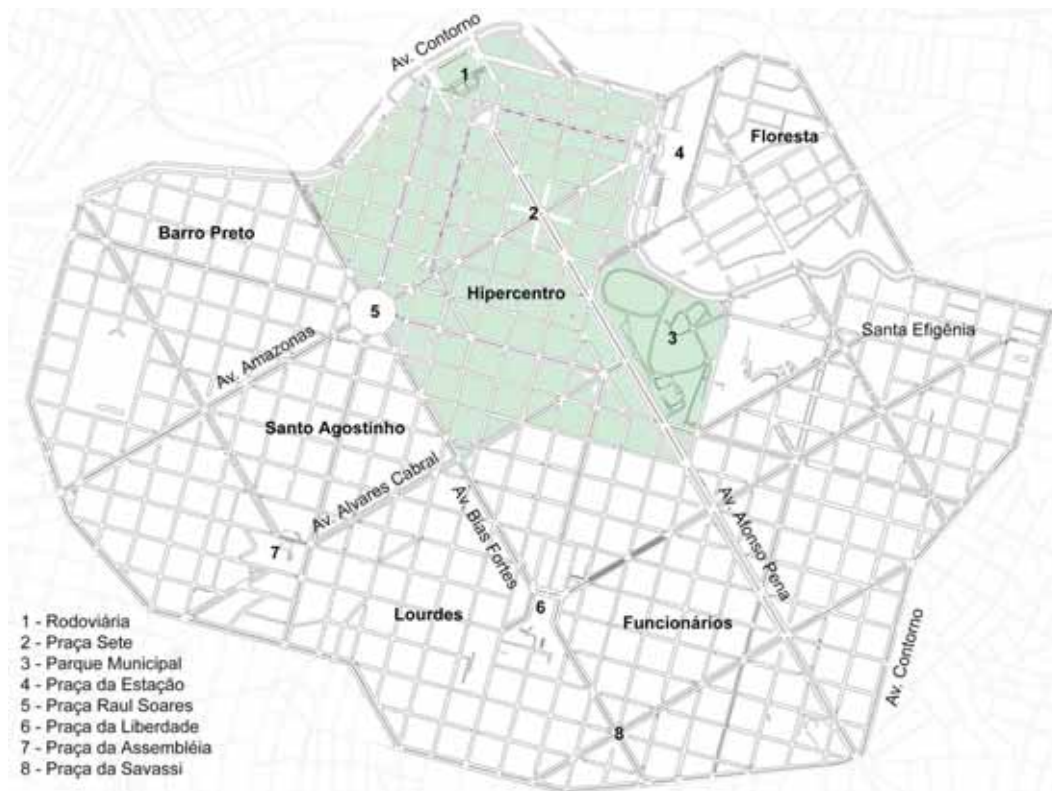 Av. Contorno
1
Floresta
4
2
Barro Preto
Hipercentro
5
3
Santa Efigênia
Av. Amazonas
Santo Agostinho
Av. Alvares Cabral
Av. Bias Fortes
Av. Afonso Pena
7
6
Lourdes
Funcionários
Av. Contorno
8
1 - Rodoviária
2 - Praça Sete
3 - Parque Municipal
4 - Praça da Estação
5 - Praça Raul Soares
6 - Praça da Liberdade
7 - Praça da Assembléia
8 - Praça da Savassi